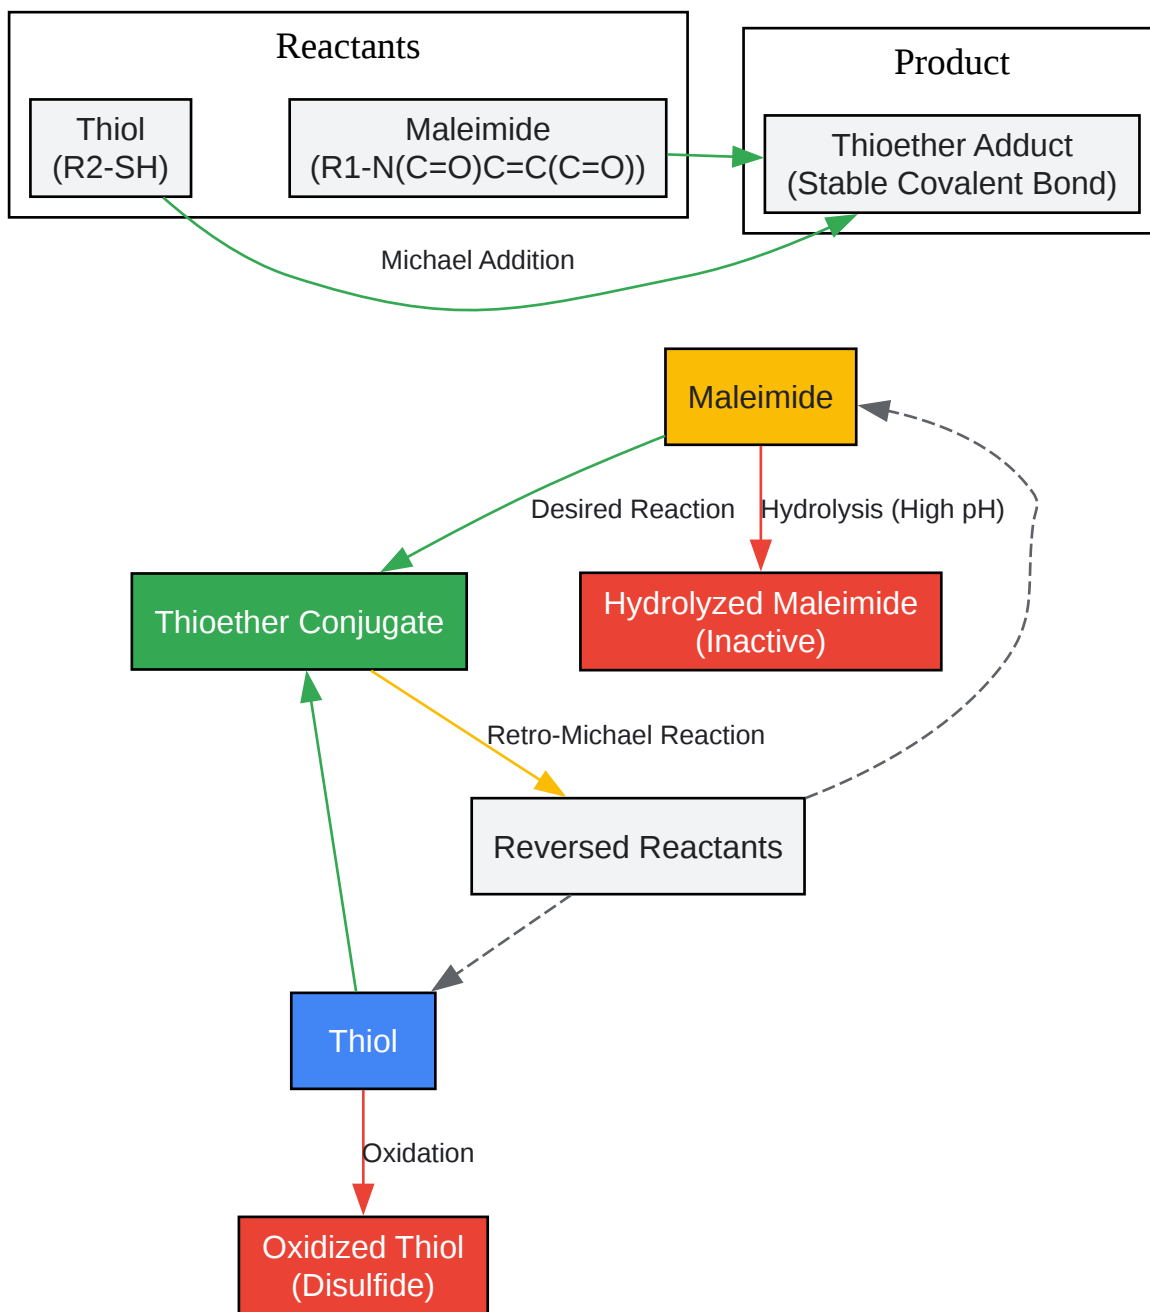 Reactants
Product
Thiol
(R2-SH)
Maleimide
(R1-N(C=O)C=C(C=O))
Thioether Adduct
(Stable Covalent Bond)
Michael Addition
Maleimide
Desired Reaction
Hydrolysis (High pH)
Thioether Conjugate
Hydrolyzed Maleimide
(Inactive)
Retro-Michael Reaction
Reversed Reactants
Thiol
Oxidation
Oxidized Thiol
(Disulfide)